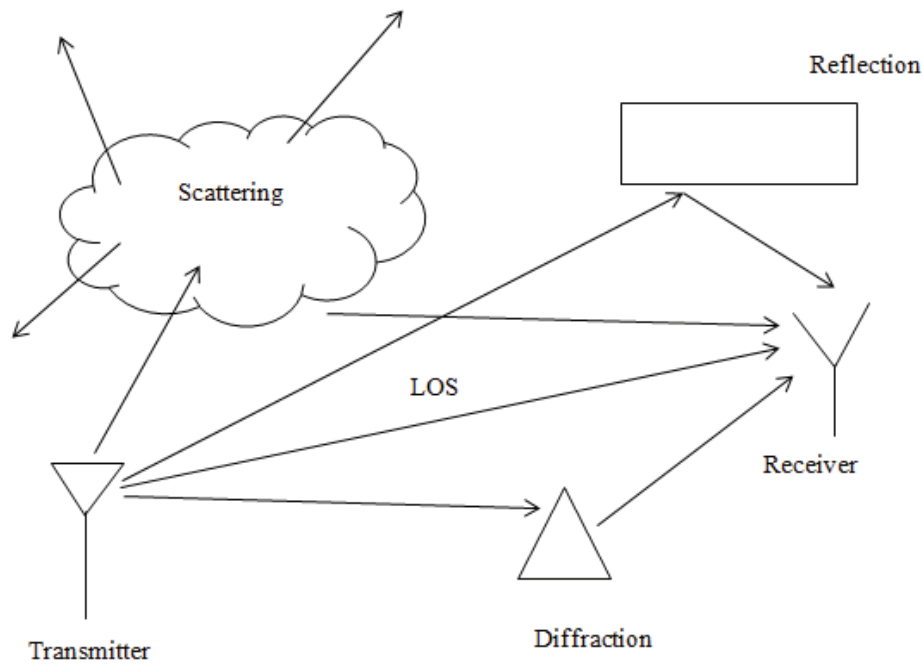 Reflection
Scattering
LOS
Receiver
Transmitter
Diffraction